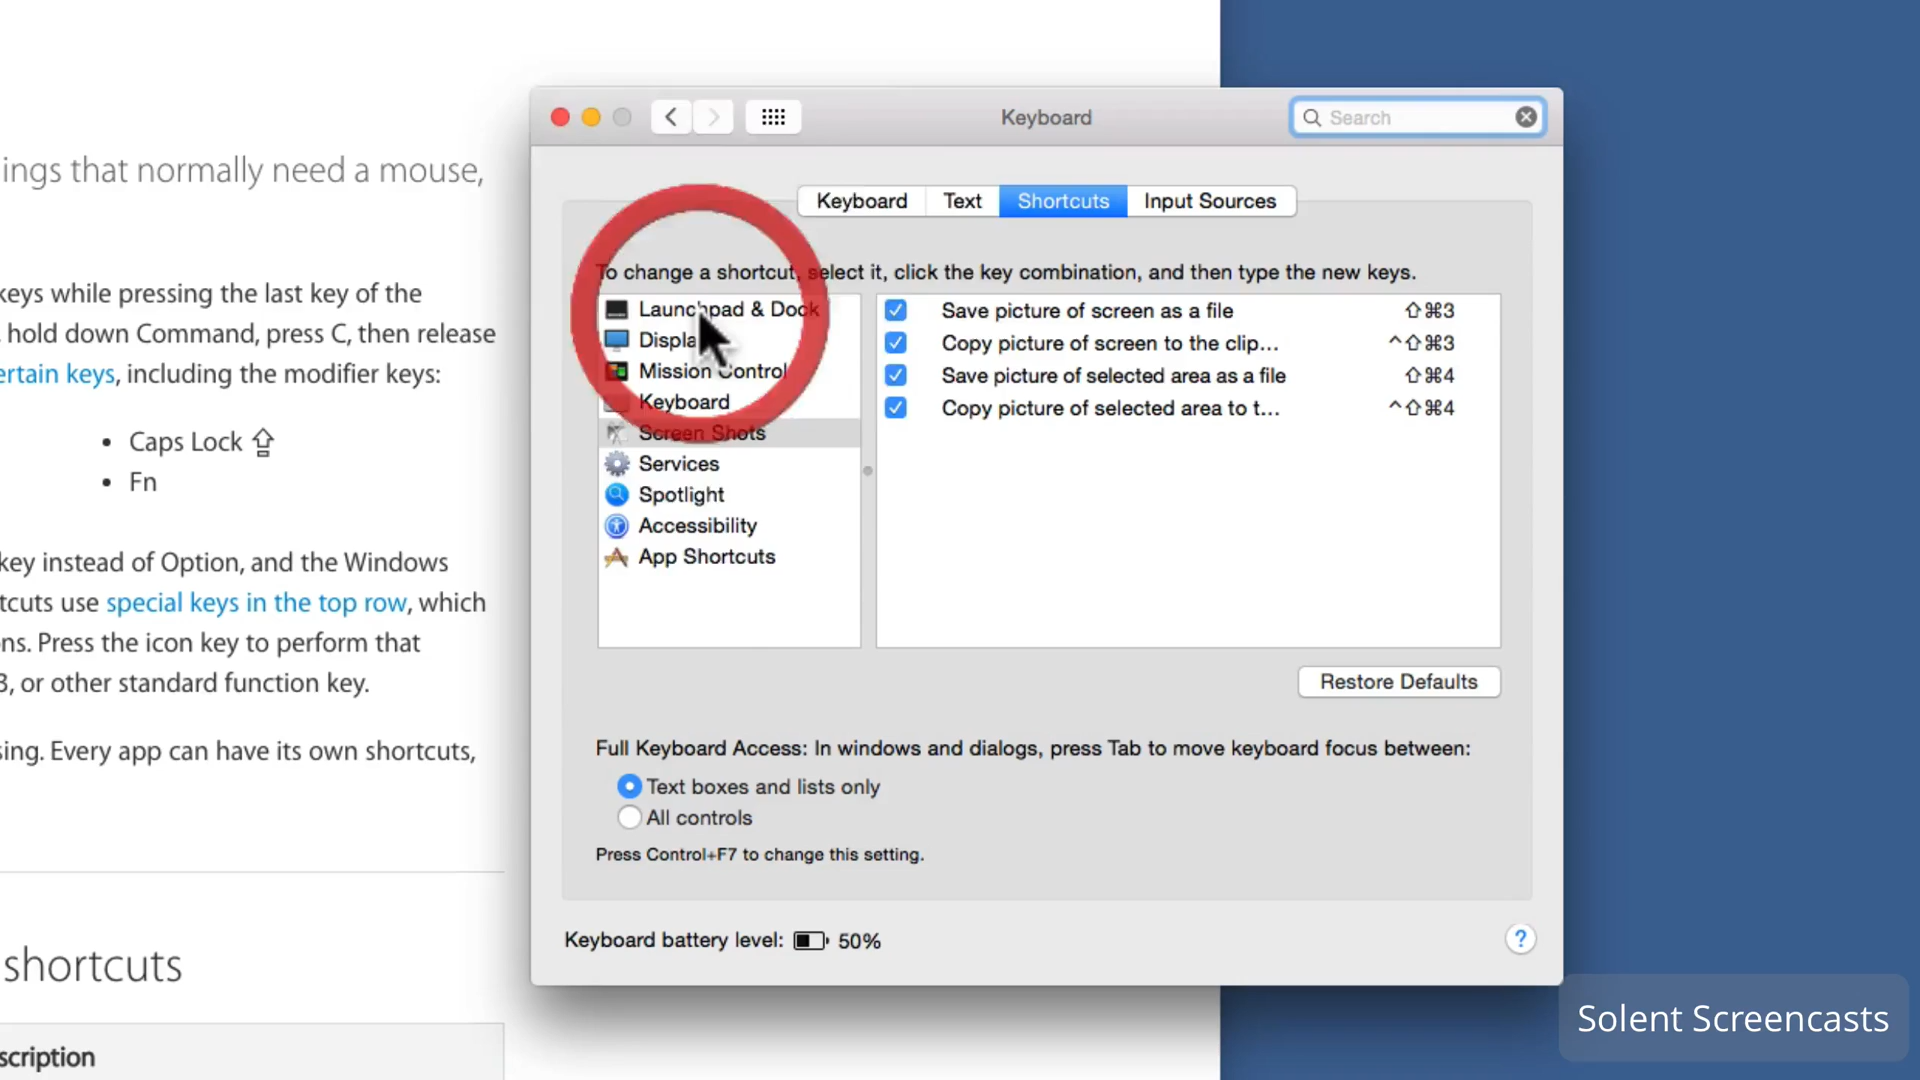 Keyboard
Search
Keyboard
Text
Shortcuts
Input Sources
To change a shortcut, select it, click the key combination, and then type the new keys.
Launchpad & Dock
Mission Control
Keyboard
Screen Shots
Services
Spotlight
Accessibility
App Shortcuts
Save picture of screen as a file ⇧⌘3
Copy picture of screen to the clip... ^⇧⌘3
Save picture of selected area as a file ⇧⌘4
Copy picture of selected area to t... ^⇧⌘4
Restore Defaults
Full Keyboard Access: In windows and dialogs, press Tab to move keyboard focus between:
Text boxes and lists only
All controls
Press Control+F7 to change this setting.
Keyboard battery level: 50%
?
ings that normally need a mouse,
keys while pressing the last key of the
hold down Command, press C, then release
ertain keys, including the modifier keys:
• Caps Lock ⇪
• Fn
key instead of Option, and the Windows
tcuts use special keys in the top row, which
ns. Press the icon key to perform that
3, or other standard function key.
sing. Every app can have its own shortcuts,
shortcuts
scription
Solent Screencasts